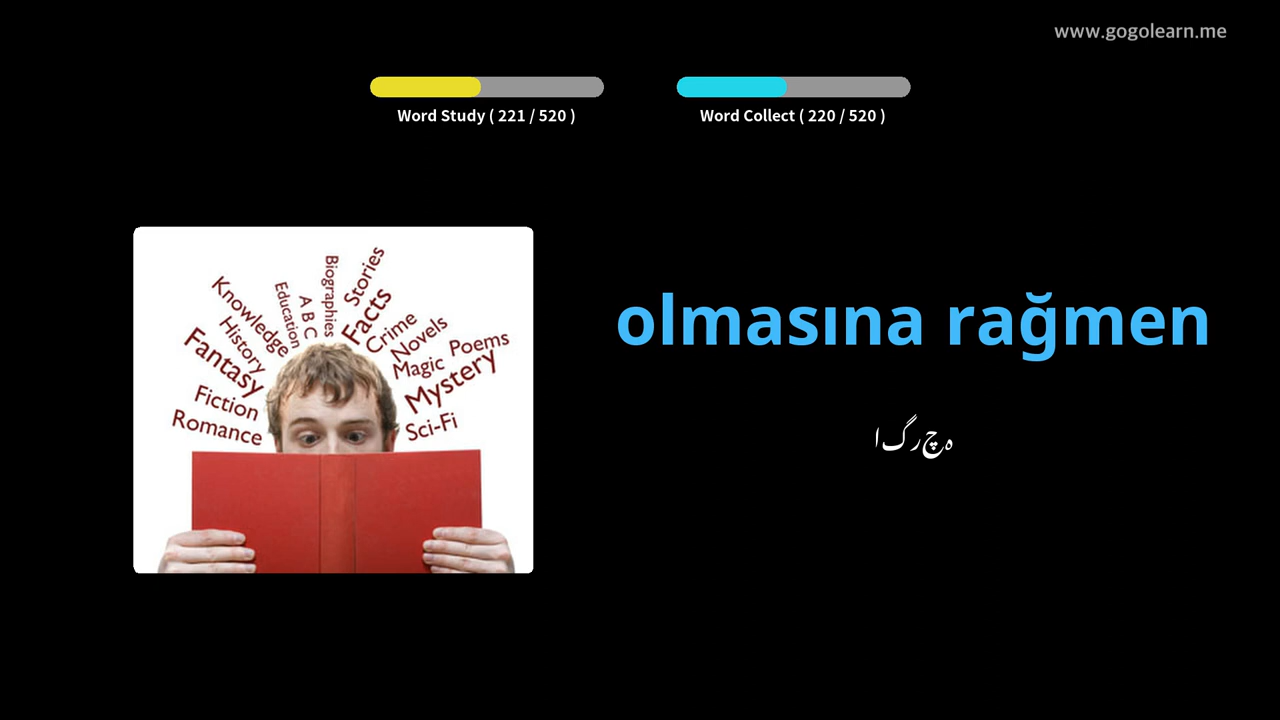 www.gogolearn.me
Word Study ( 221 / 520 )
Word Collect ( 220 / 520 )
Romance
Fiction
Fantasy
History
Knowledge
Education
A B C
Biographies
Stories
Facts
Crime
Novels
Magic
Poems
Mystery
Sci-Fi
olmasına rağmen
اگرچہ